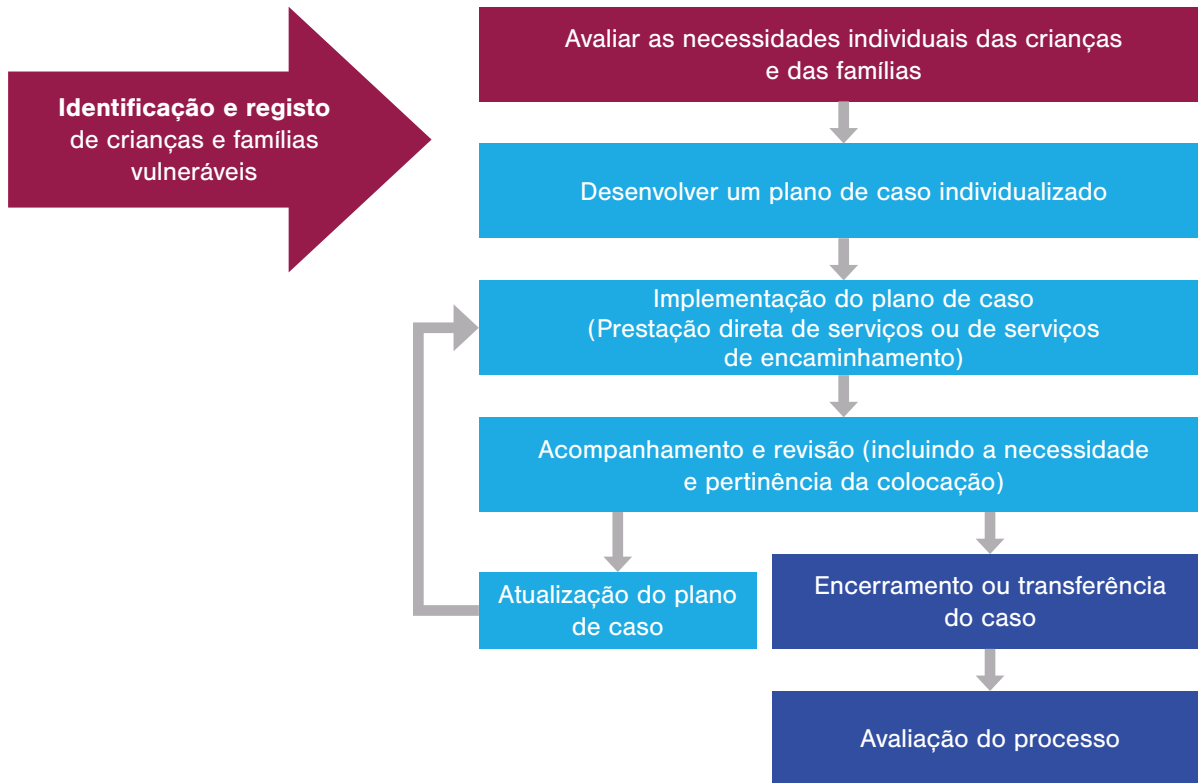 Identificação e registo
de crianças e famílias
vulneráveis
Avaliar as necessidades individuais das crianças
e das famílias
Desenvolver um plano de caso individualizado
Implementação do plano de caso
(Prestação direta de serviços ou de serviços
de encaminhamento)
Acompanhamento e revisão (incluindo a necessidade
e pertinência da colocação)
Atualização do plano
de caso
Encerramento ou transferência
do caso
Avaliação do processo